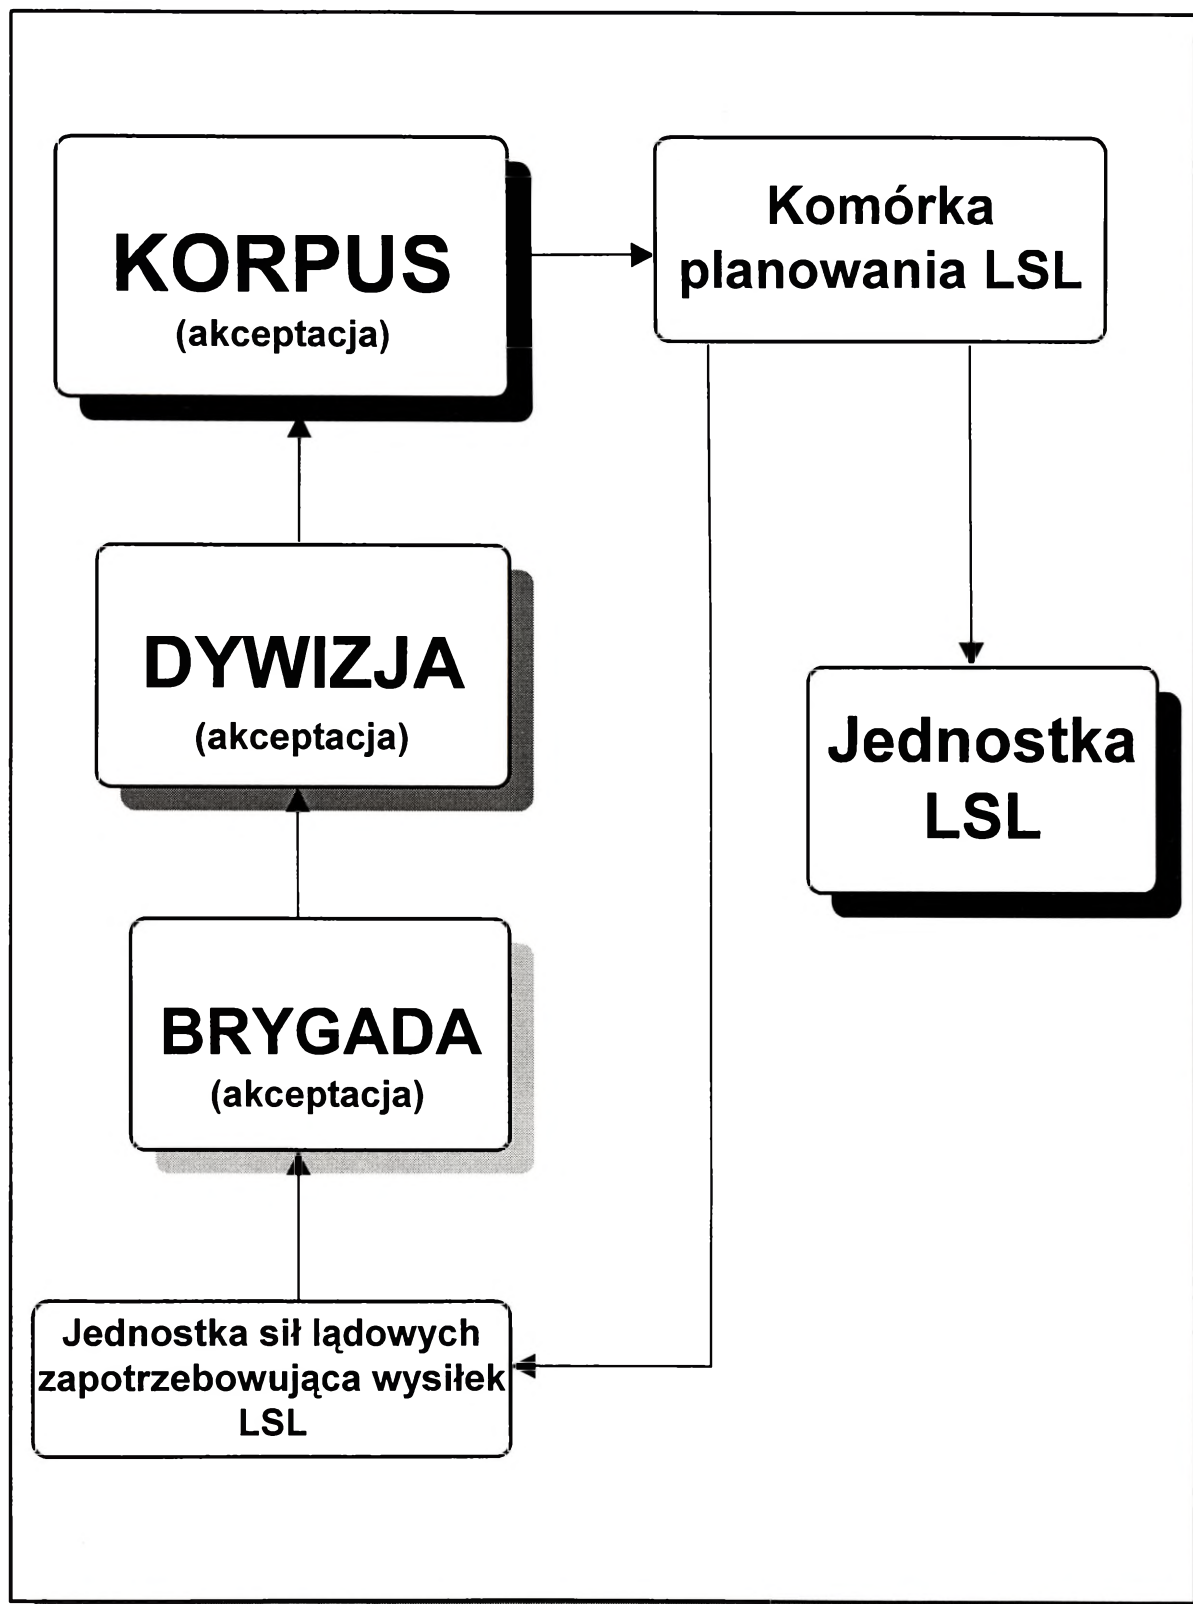 KORPUS
(akceptacja)
Komórka
planowania LSL
DYWIZJA
(akceptacja)
Jednostka
LSL
BRYGADA
(akceptacja)
Jednostka sił lądowych
zapotrzebowująca wysiłek
LSL